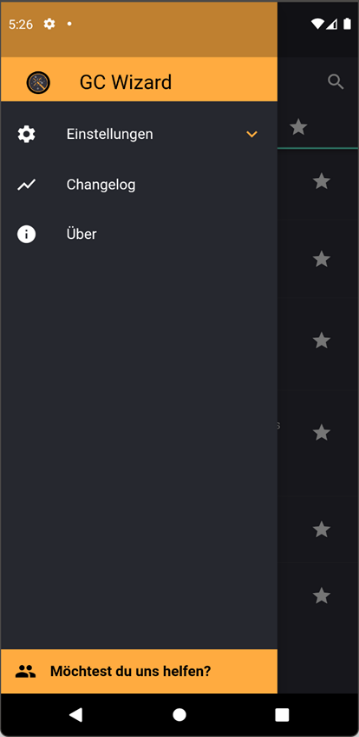 5:26
GC Wizard
Einstellungen
Changelog
Über
s
Möchtest du uns helfen?